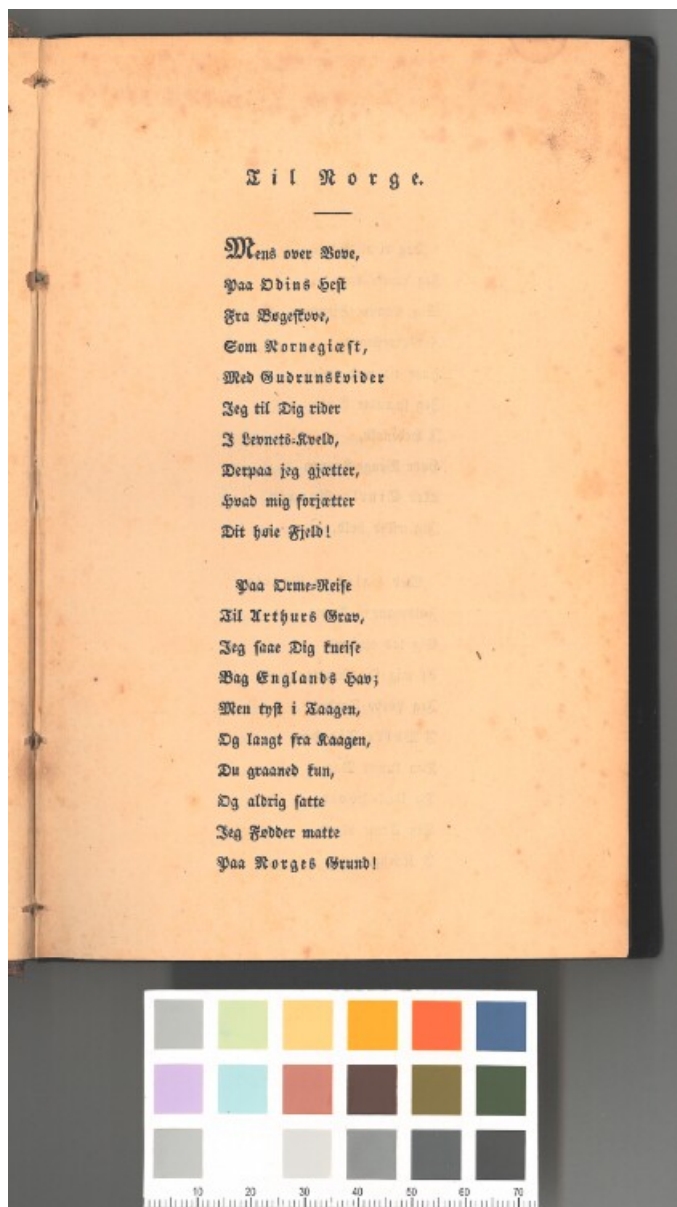 Til Norge.
Mens over Vove,
Paa Odins Hest
Fra Bøgeskove,
Som Nornegiæst,
Med Gudrunskvider
Jeg til Dig rider
I Levnets-Kveld,
Derpaa jeg gjætter,
Hvad mig forjætter
Dit høie Fjeld!
Paa Orme-Reise
Til Arthurs Grav,
Jeg saae Dig kneise
Bag Englands Hav;
Men tyst i Taagen,
Og langt fra Kaagen,
Du graaned kun,
Og aldrig satte
Jeg Fødder matte
Paa Norges Grund!
10 20 30 40 50 60 70